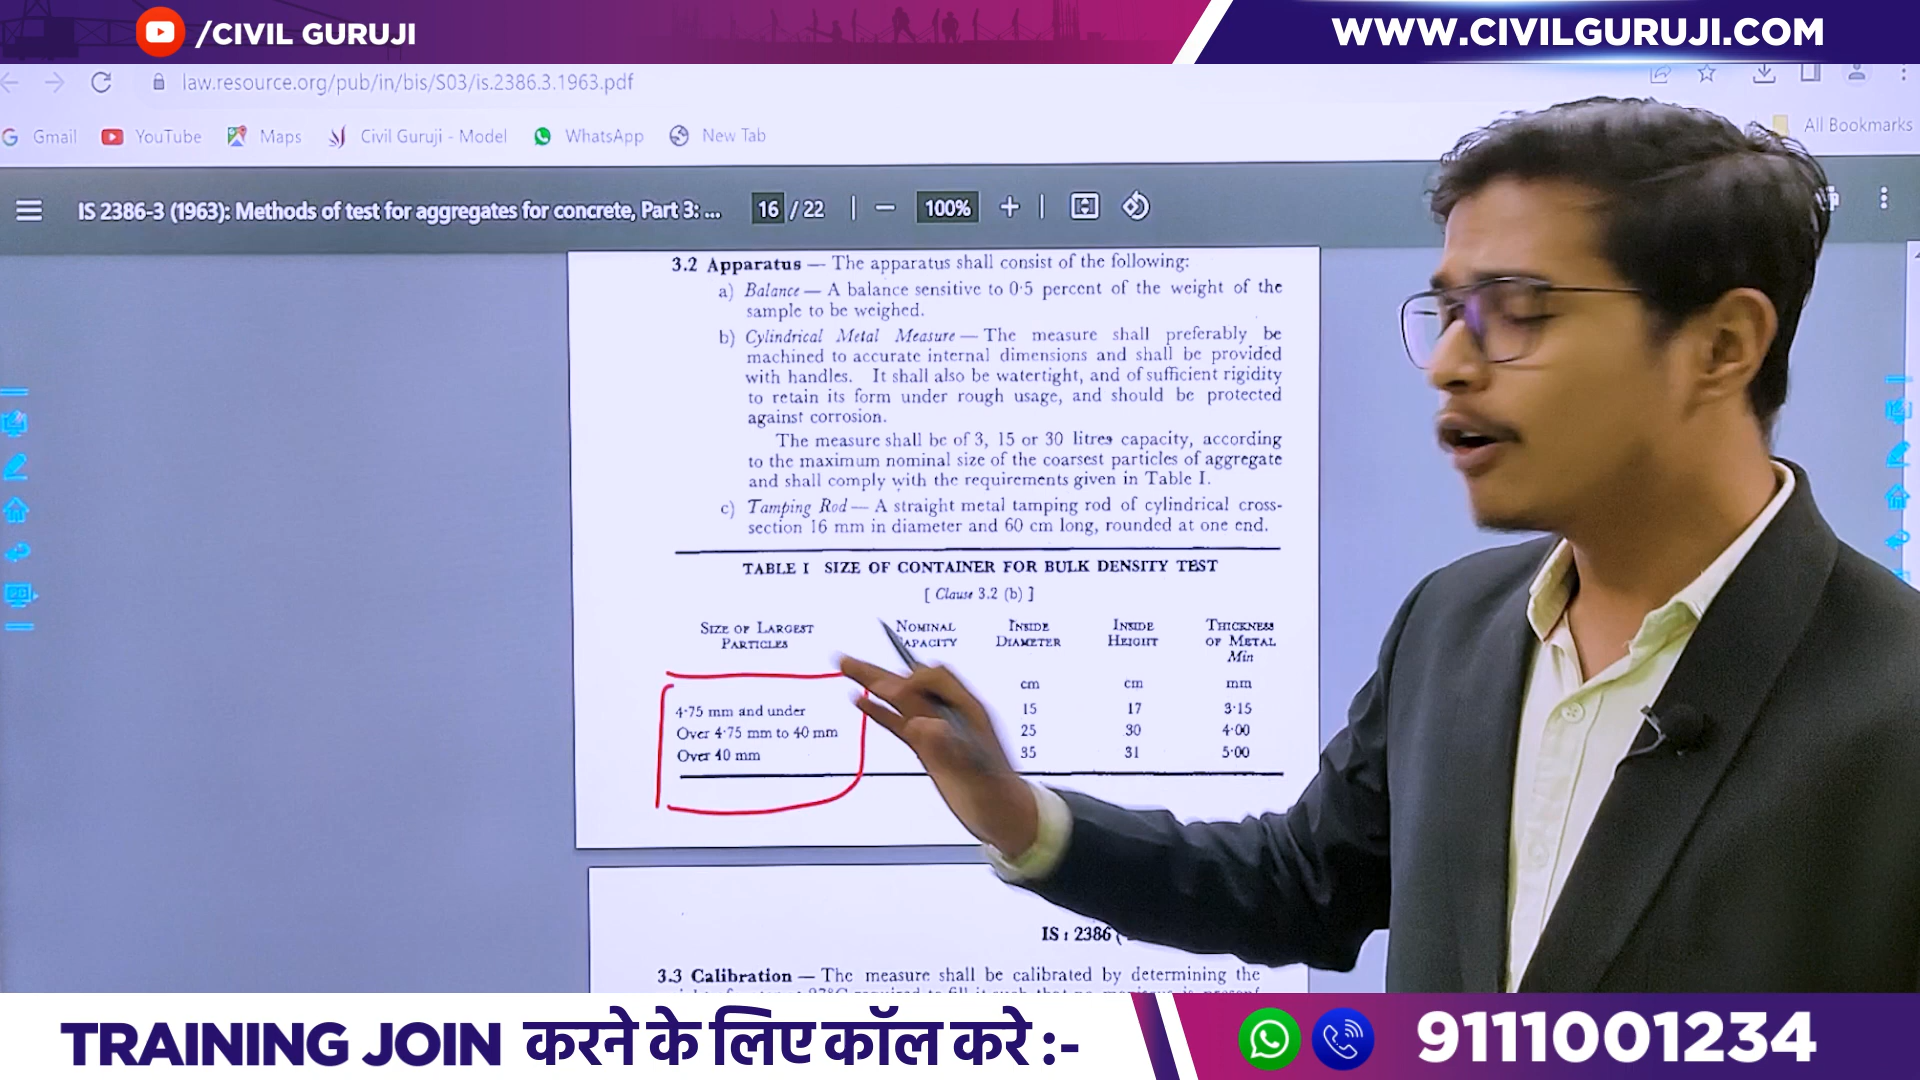 /CIVIL GURUJI
WWW.CIVILGURUJI.COM
law.resource.org/pub/in/bis/S03/is.2386.3.1963.pdf
Gmail YouTube Maps Civil Guruji - Model WhatsApp New Tab All Bookmarks
IS 2386-3 (1963): Methods of test for aggregates for concrete, Part 3: ... 16 / 22 | — 100% + |
3.2 Apparatus — The apparatus shall consist of the following:
a) Balance — A balance sensitive to 0·5 percent of the weight of the
sample to be weighed.
b) Cylindrical Metal Measure — The measure shall preferably be
machined to accurate internal dimensions and shall be provided
with handles. It shall also be watertight, and of sufficient rigidity
to retain its form under rough usage, and should be protected
against corrosion.
The measure shall be of 3, 15 or 30 litres capacity, according
to the maximum nominal size of the coarsest particles of aggregate
and shall comply with the requirements given in Table I.
c) Tamping Rod — A straight metal tamping rod of cylindrical cross-
section 16 mm in diameter and 60 cm long, rounded at one end.
TABLE I SIZE OF CONTAINER FOR BULK DENSITY TEST
[ Clause 3.2 (b) ]
SIZE OF LARGEST NOMINAL INSIDE INSIDE THICKNESS
PARTICLES APACITY DIAMETER HEIGHT OF METAL
Min
cm cm mm
4·75 mm and under 15 17 3·15
Over 4·75 mm to 40 mm 25 30 4·00
Over 40 mm 35 31 5·00
IS : 2386 (
3.3 Calibration — The measure shall be calibrated by determining the
TRAINING JOIN करने के लिए कॉल करे :-
9111001234